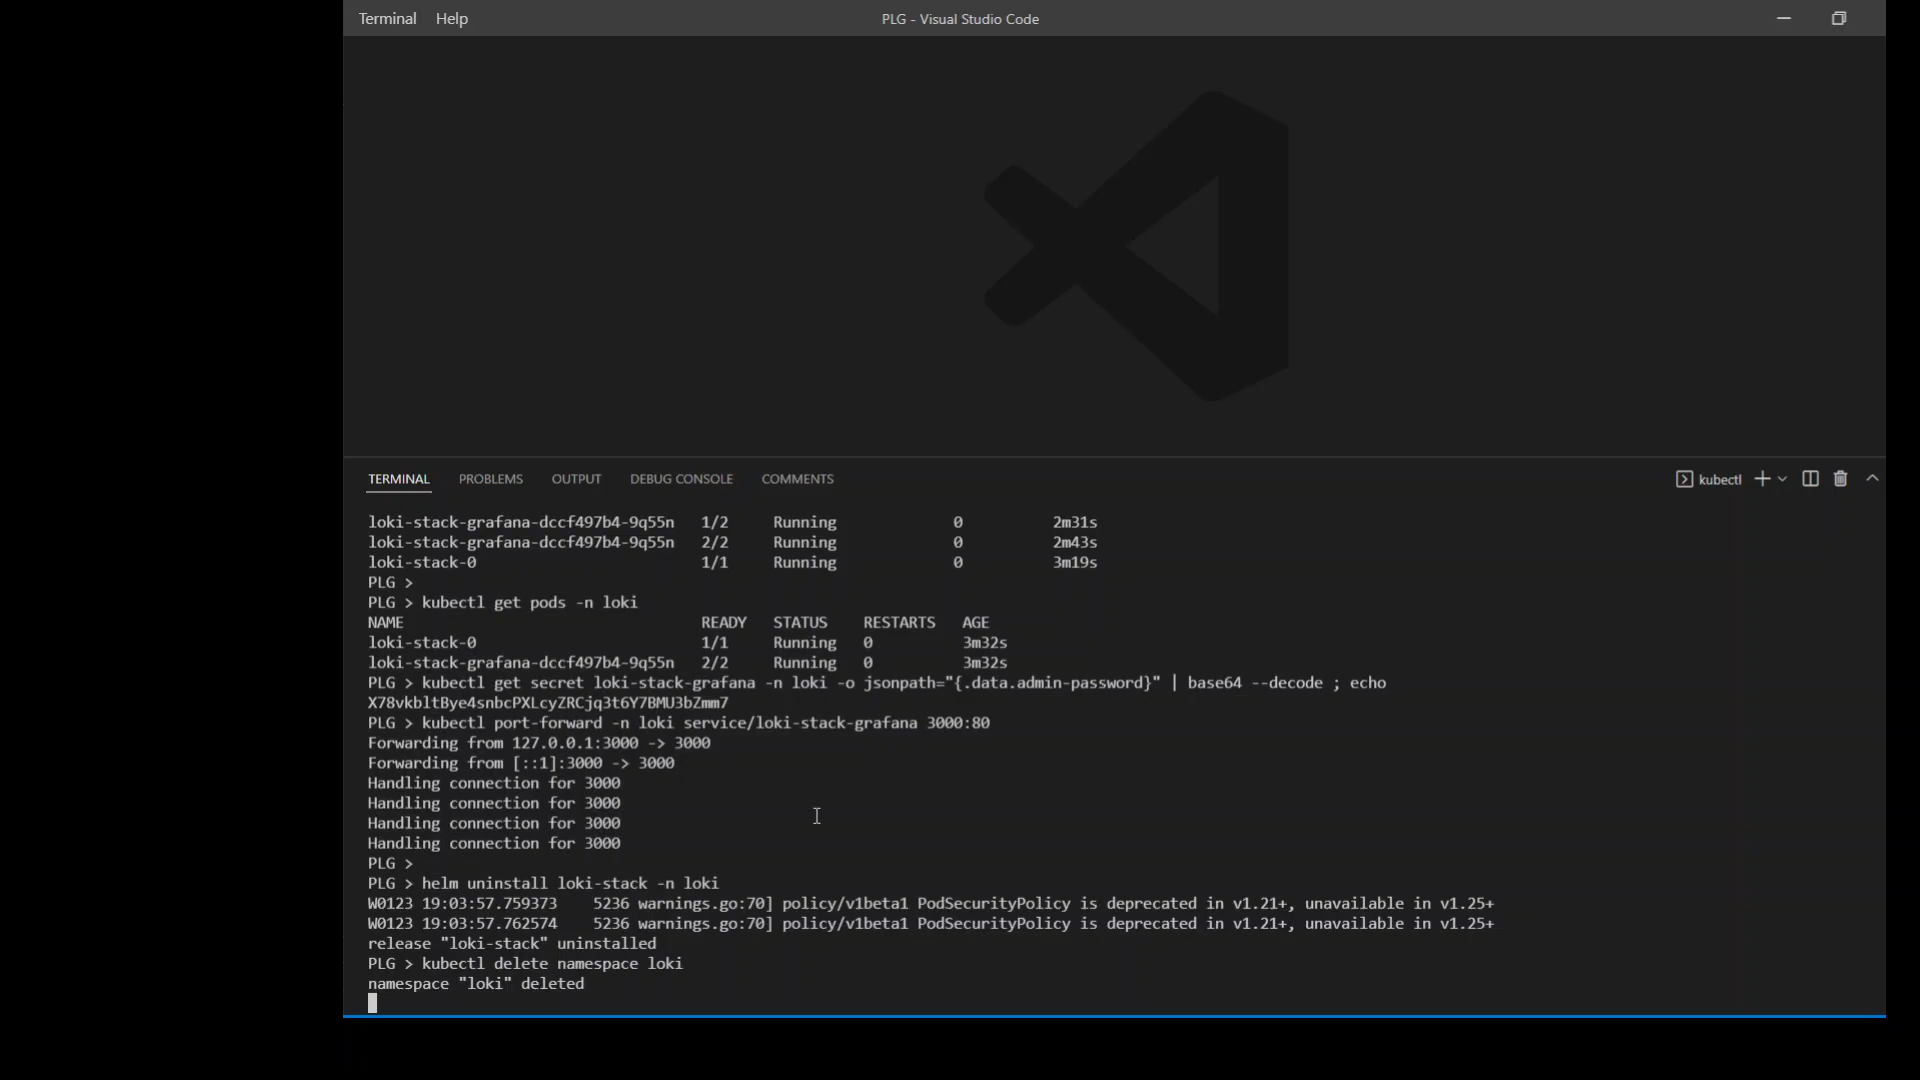 Terminal Help PLG - Visual Studio Code
TERMINAL PROBLEMS OUTPUT DEBUG CONSOLE COMMENTS kubectl
loki-stack-grafana-dccf497b4-9q55n 1/2 Running 0 2m31s
loki-stack-grafana-dccf497b4-9q55n 2/2 Running 0 2m43s
loki-stack-0 1/1 Running 0 3m19s
PLG >
PLG > kubectl get pods -n loki
NAME READY STATUS RESTARTS AGE
loki-stack-0 1/1 Running 0 3m32s
loki-stack-grafana-dccf497b4-9q55n 2/2 Running 0 3m32s
PLG > kubectl get secret loki-stack-grafana -n loki -o jsonpath="{.data.admin-password}" | base64 --decode ; echo
X78vkbltBye4snbcPXLcyZRCjq3t6Y7BMU3bZmm7
PLG > kubectl port-forward -n loki service/loki-stack-grafana 3000:80
Forwarding from 127.0.0.1:3000 -> 3000
Forwarding from [::1]:3000 -> 3000
Handling connection for 3000
Handling connection for 3000
Handling connection for 3000
Handling connection for 3000
PLG >
PLG > helm uninstall loki-stack -n loki
W0123 19:03:57.759373 5236 warnings.go:70] policy/v1beta1 PodSecurityPolicy is deprecated in v1.21+, unavailable in v1.25+
W0123 19:03:57.762574 5236 warnings.go:70] policy/v1beta1 PodSecurityPolicy is deprecated in v1.21+, unavailable in v1.25+
release "loki-stack" uninstalled
PLG > kubectl delete namespace loki
namespace "loki" deleted